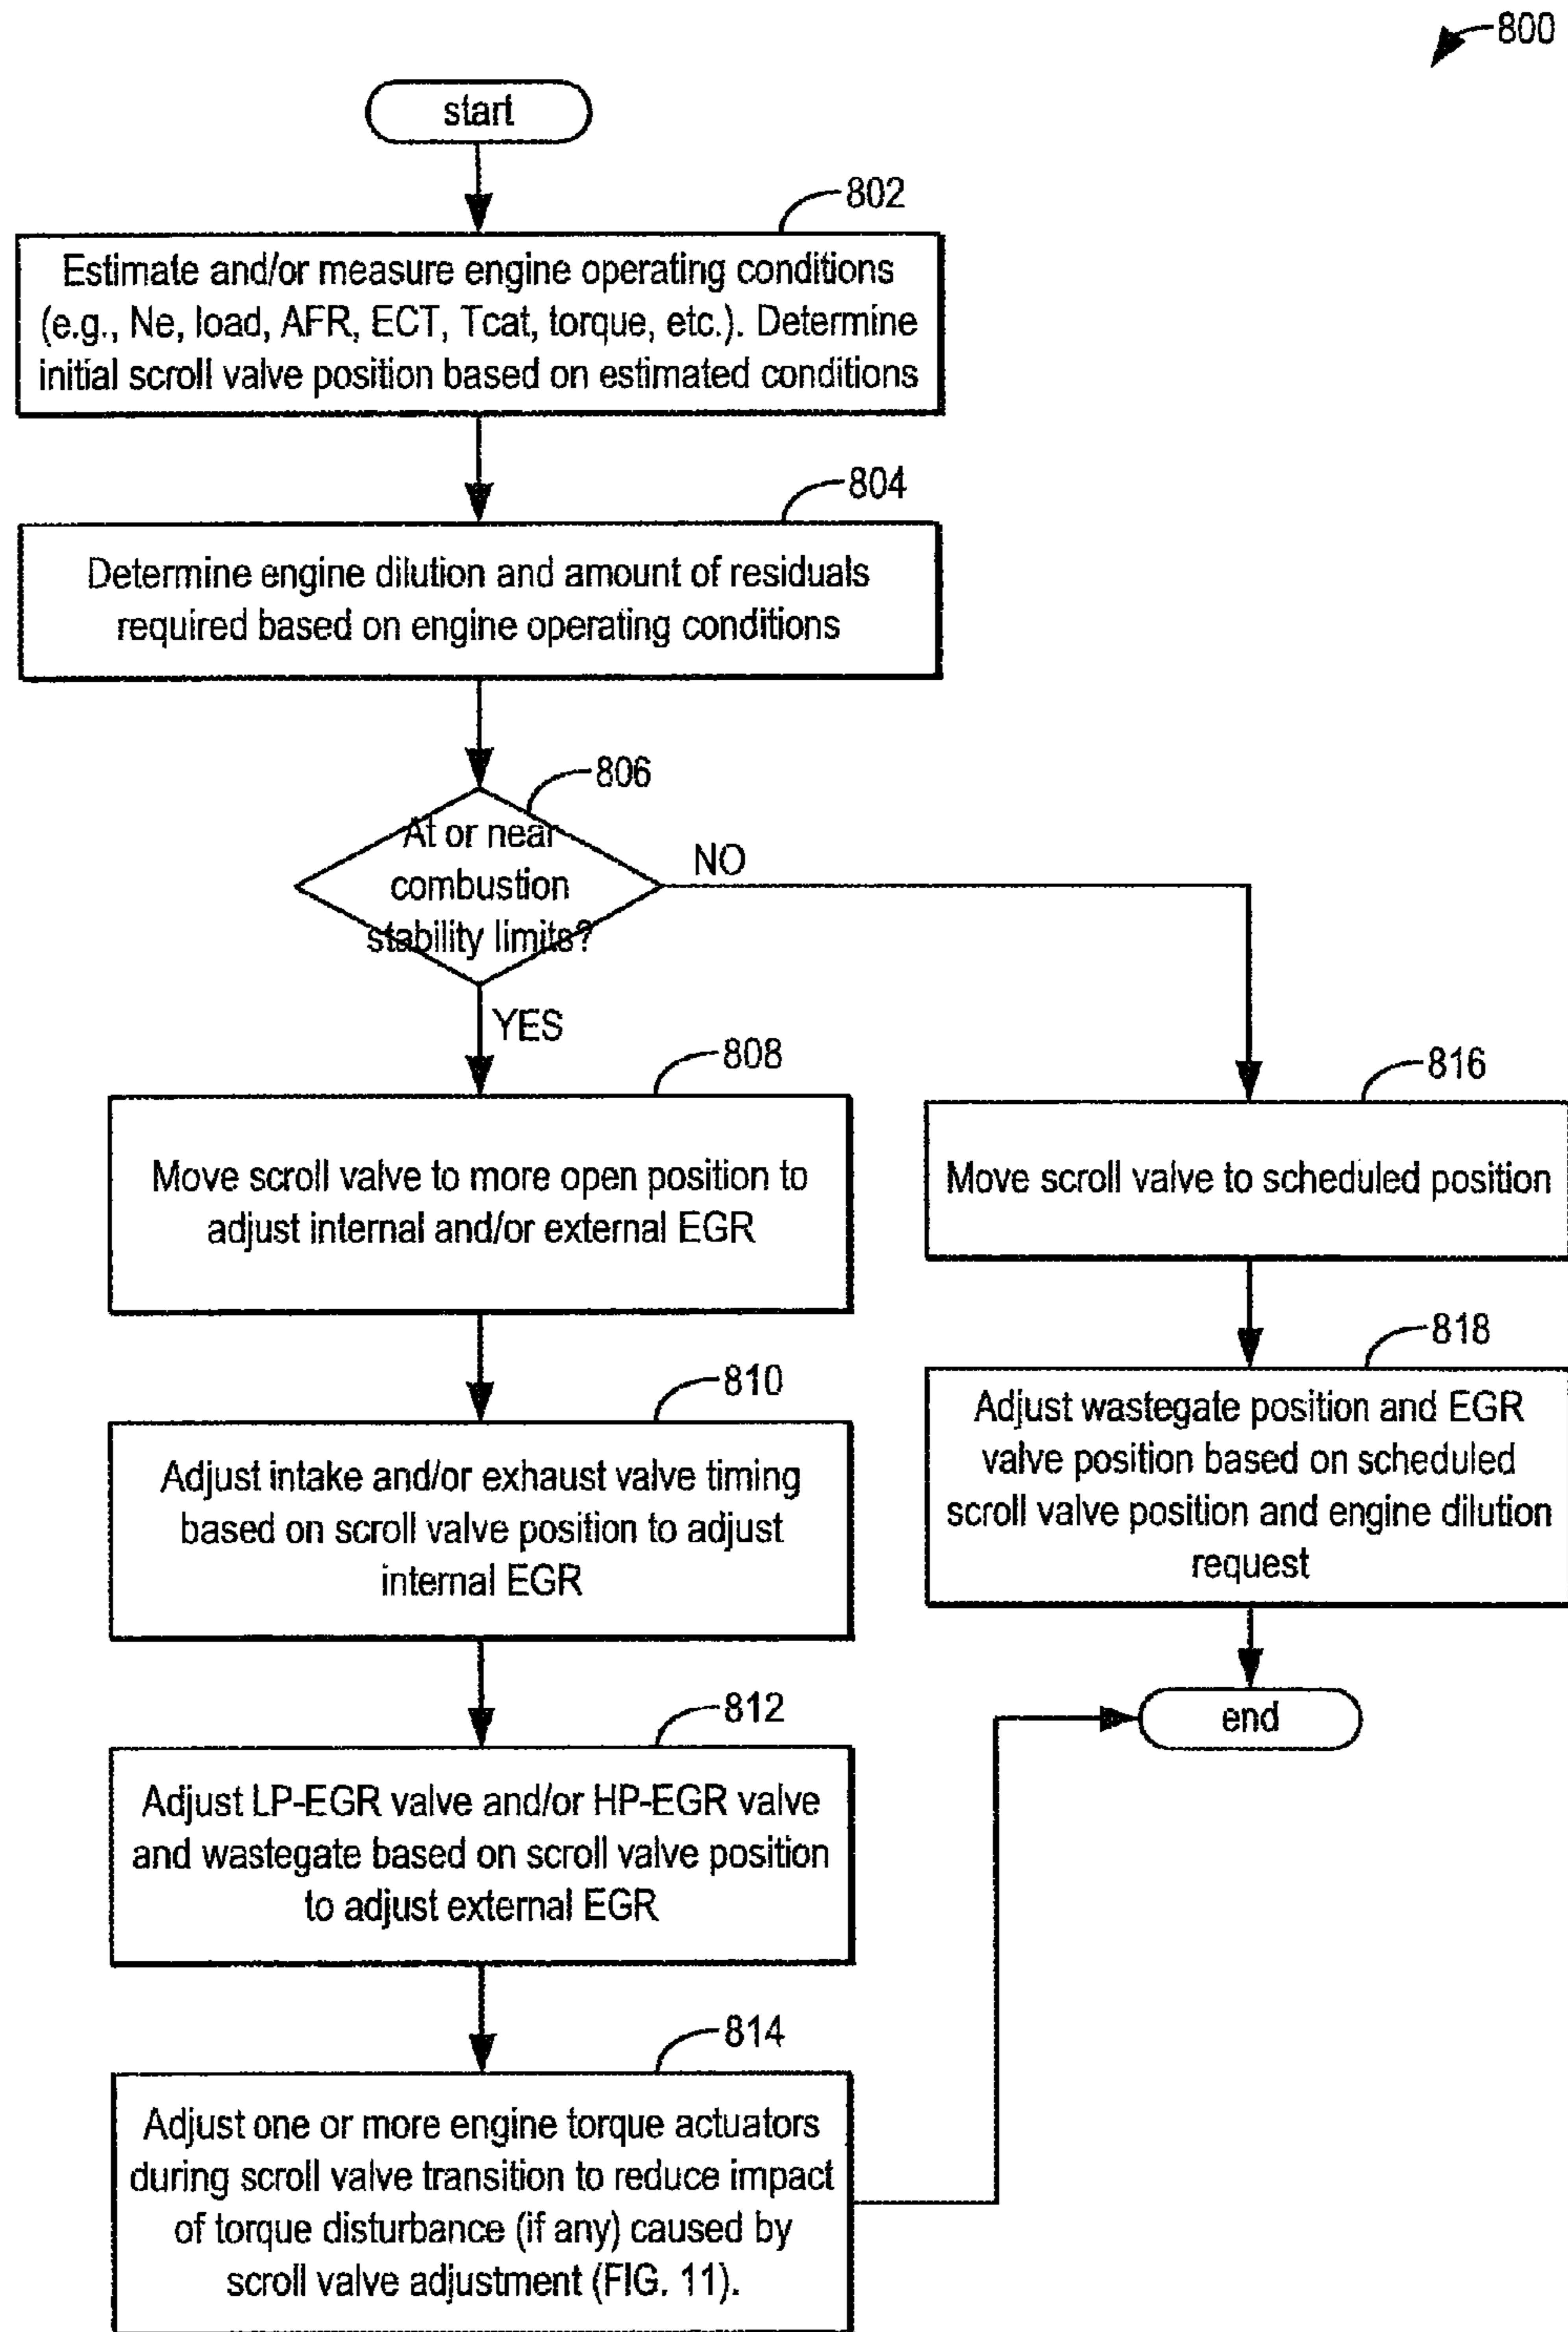 800
start
802
Estimate and/or measure engine operating conditions
(e.g., Ne, load, AFR, ECT, Tcat, torque, etc.). Determine
initial scroll valve position based on estimated conditions
804
Determine engine dilution and amount of residuals
required based on engine operating conditions
806
At or near
combustion
stability limits?
NO
YES
808
Move scroll valve to more open position to
adjust internal and/or external EGR
810
Adjust intake and/or exhaust valve timing
based on scroll valve position to adjust
internal EGR
812
Adjust LP-EGR valve and/or HP-EGR valve
and wastegate based on scroll valve position
to adjust external EGR
814
Adjust one or more engine torque actuators
during scroll valve transition to reduce impact
of torque disturbance (if any) caused by
scroll valve adjustment (FIG. 11).
816
Move scroll valve to scheduled position
818
Adjust wastegate position and EGR
valve position based on scheduled
scroll valve position and engine dilution
request
end